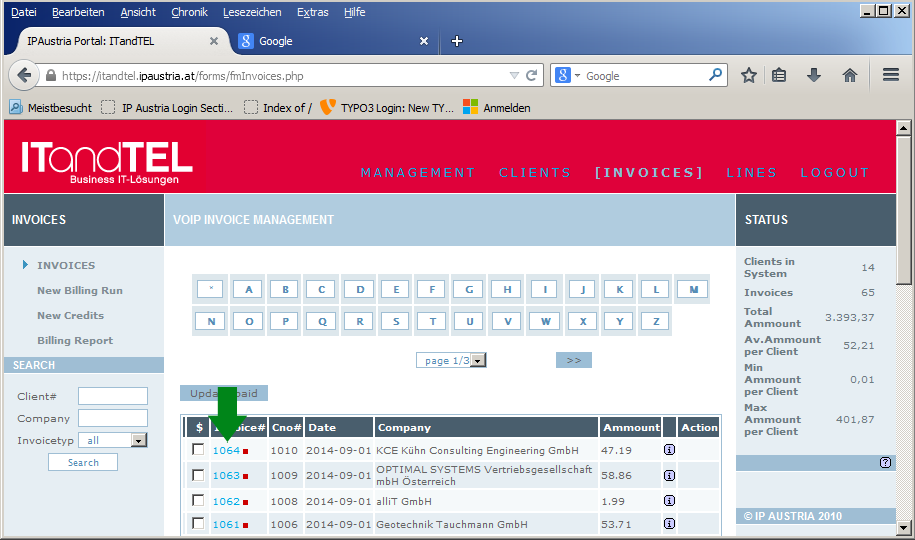 Datei Bearbeiten Ansicht Chronik Lesezeichen Extras Hilfe
IPAustria Portal: ITandTEL
Google
https://itandtel.ipaustria.at/forms/fmInvoices.php
Google
Meistbesucht IP Austria Login Secti... Index of / TYPO3 Login: New TY... Anmelden
ITandTEL
Business IT-Lösungen
MANAGEMENT CLIENTS [INVOICES] LINES LOGOUT
INVOICES
VOIP INVOICE MANAGEMENT
STATUS
INVOICES
New Billing Run
New Credits
Billing Report
SEARCH
Client#
Company
Invoicetyp all
Search
* A B C D E F G H I J K L M
N O P Q R S T U V W X Y Z
page 1/3 >>
$ Cno# Date Company Ammount Action
1064 1010 2014-09-01 KCE Kühn Consulting Engineering GmbH 47.19
1063 1009 2014-09-01 OPTIMAL SYSTEMS Vertriebsgesellschaft mbH Österreich 58.86
1062 1008 2014-09-01 alliT GmbH 1.99
1061 1006 2014-09-01 Geotechnik Tauchmann GmbH 53.71
Clients in System 14
Invoices 65
Total Ammount 3.393,37
Av.Ammount per Client 52,21
Min Ammount per Client 0,01
Max Ammount per Client 401,87
© IP AUSTRIA 2010